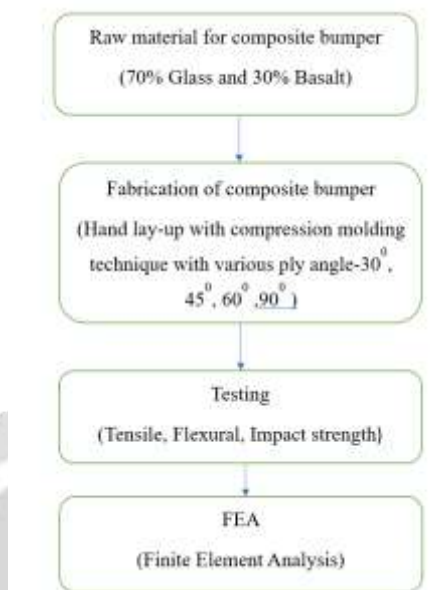 Raw material for composite bumper
(70% Glass and 30% Basalt)
Fabrication of composite bumper
(Hand lay-up with compression molding
technique with various ply angle-30⁰,
45⁰, 60⁰ ,90⁰ )
Testing
(Tensile, Flexural, Impact strength)
FEA
(Finite Element Analysis)